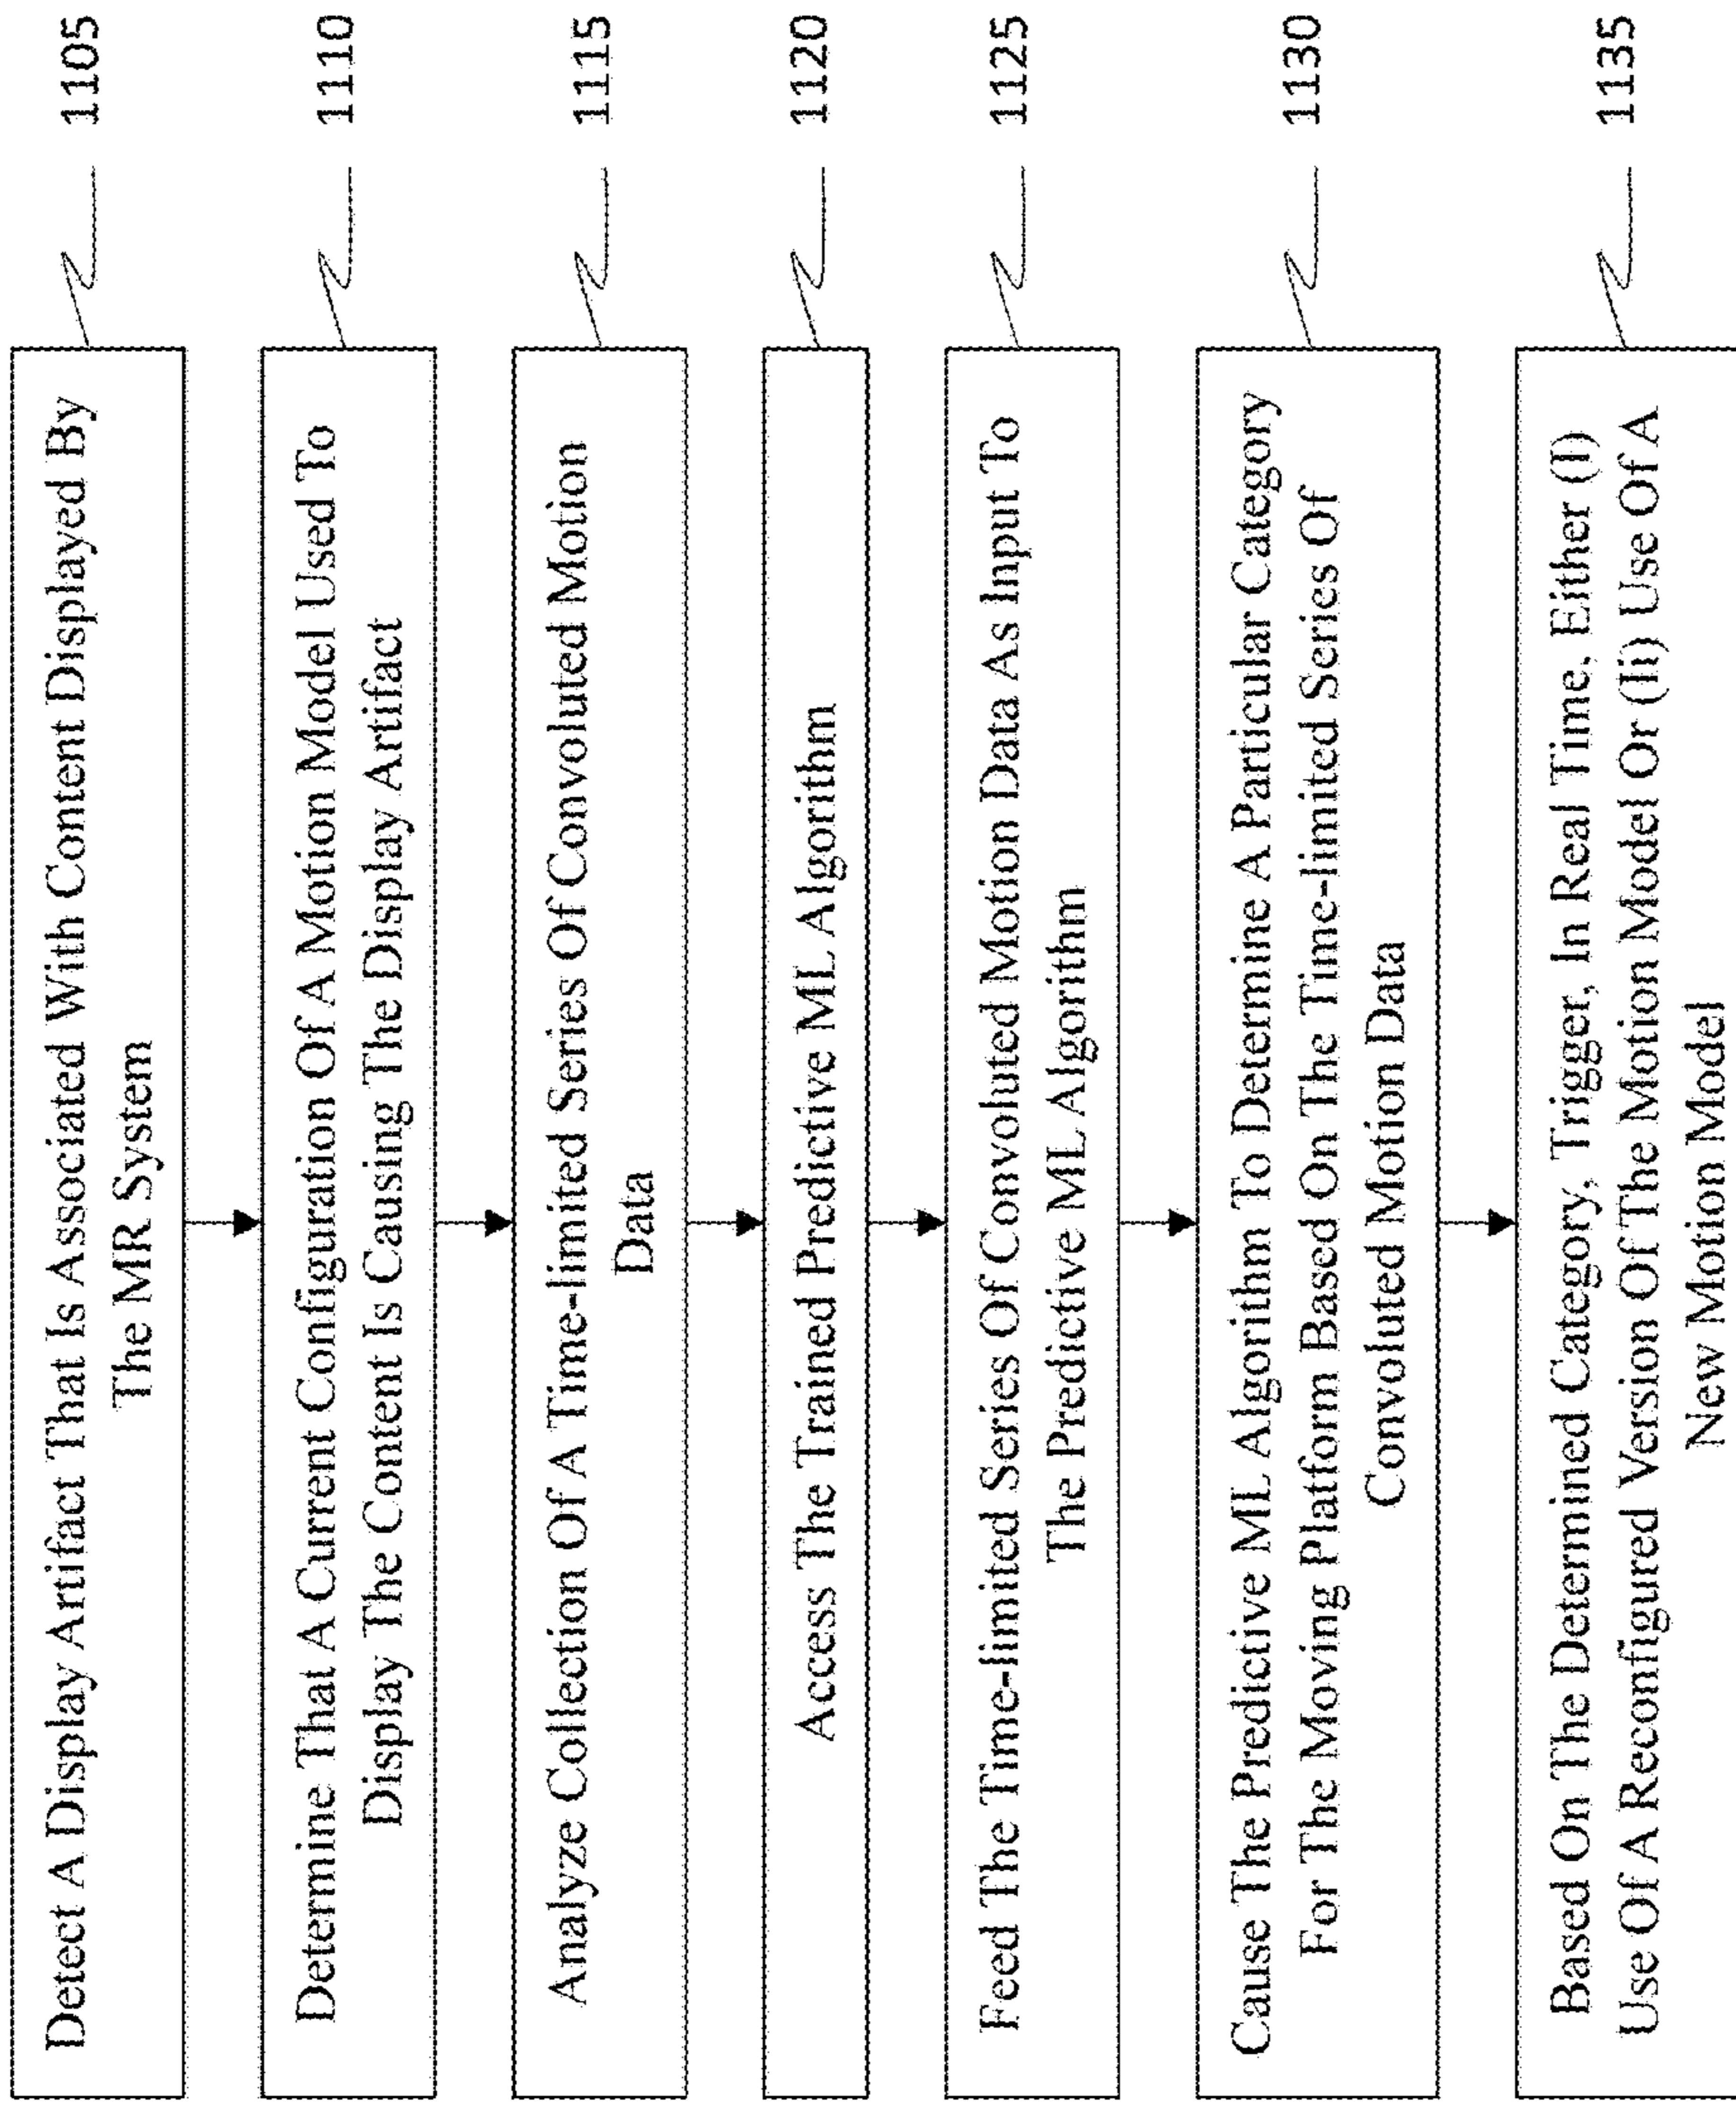 Detect A Display Artifact That Is Associated With Content Displayed By
The MR System
1105
Determine That A Current Configuration Of A Motion Model Used To
Display The Content Is Causing The Display Artifact
1110
Analyze Collection Of A Time-limited Series Of Convoluted Motion
Data
1115
Access The Trained Predictive ML Algorithm
1120
Feed The Time-limited Series Of Convoluted Motion Data As Input To
The Predictive ML Algorithm
1125
Cause The Predictive ML Algorithm To Determine A Particular Category
For The Moving Platform Based On The Time-limited Series Of
Convoluted Motion Data
1130
Based On The Determined Category, Trigger, In Real Time, Either (I)
Use Of A Reconfigured Version Of The Motion Model Or (Ii) Use Of A
New Motion Model
1135